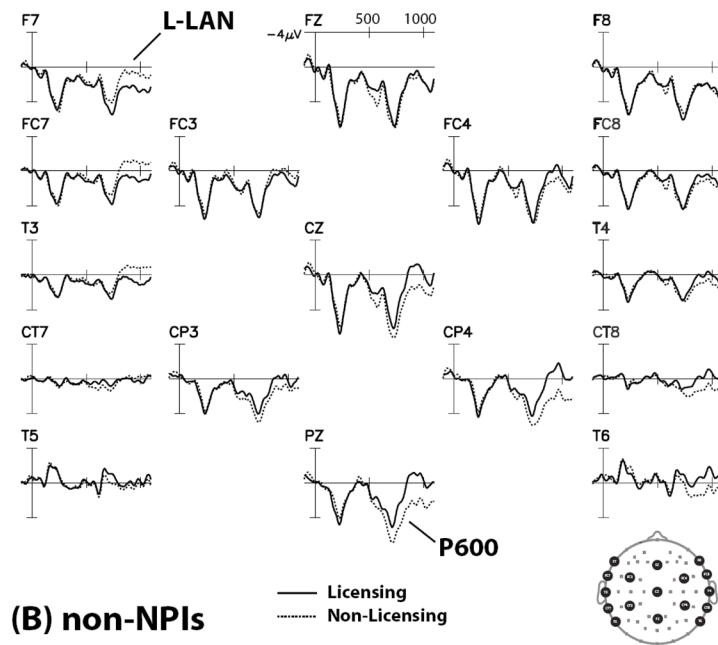 F7
L-LAN
FZ
500
1000
F8
-4μV
FC7
FC3
FC4
FC8
T3
CZ
T4
CT7
CP3
CP4
CT8
T5
PZ
T6
P600
Licensing
Non-Licensing
(B) non-NPIs